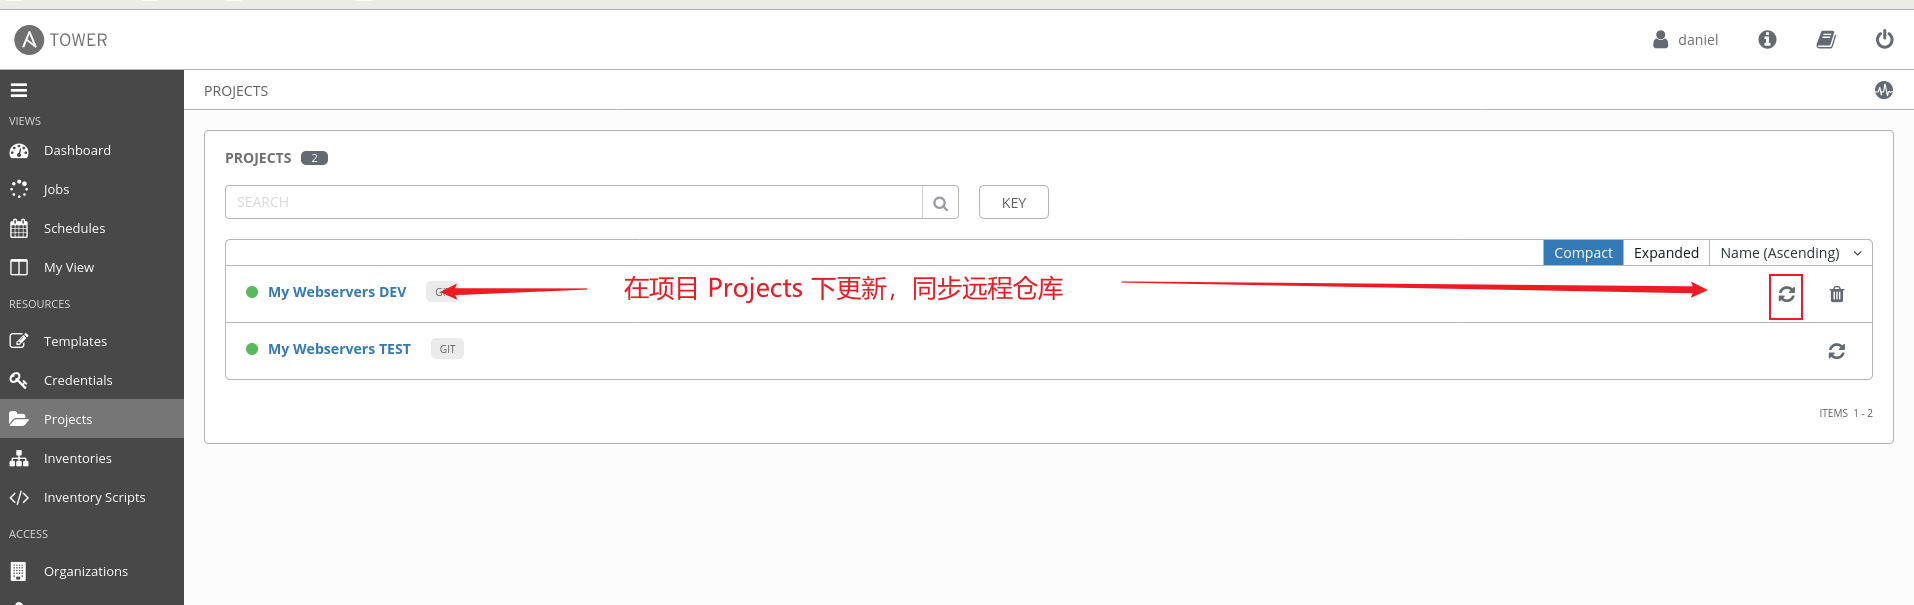 TOWER
daniel
PROJECTS
VIEWS
Dashboard
Jobs
Schedules
My View
RESOURCES
Templates
Credentials
Projects
Inventories
Inventory Scripts
ACCESS
Organizations
PROJECTS 2
SEARCH
KEY
Compact Expanded Name (Ascending)
My Webservers DEV
在项目 Projects 下更新，同步远程仓库
My Webservers TEST GIT
ITEMS 1 - 2